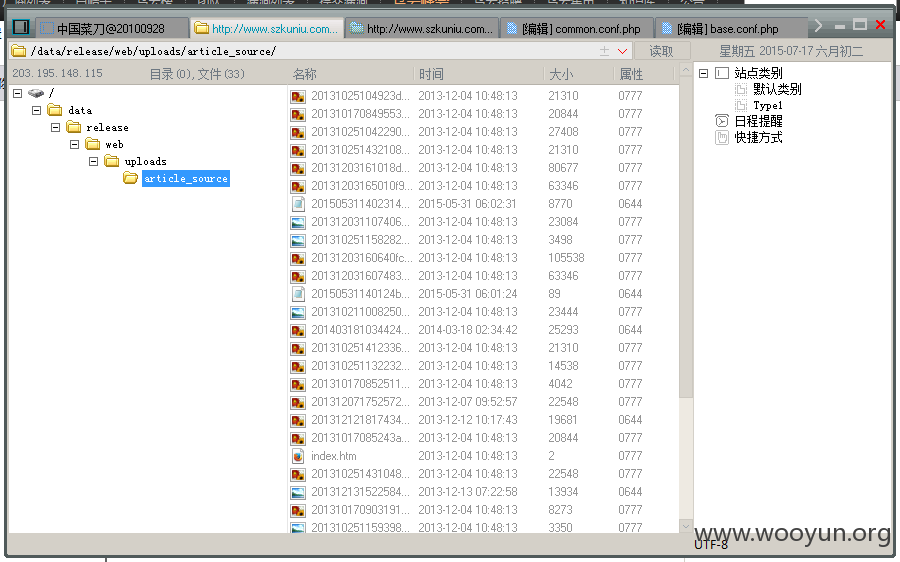 中国菜刀@20100928 http://www.szkuniu.com... http://www.szkuniu.com... [编辑] common.conf.php [编辑] base.conf.php
/data/release/web/uploads/article_source/ 读取 星期五 2015-07-17 六月初二
203.195.148.115 目录 (0), 文件 (33) 名称 时间 大小 属性
/
data
release
web
uploads
article_source
20131025104923d... 2013-12-04 10:48:13 21310 0777
201310170849553... 2013-12-04 10:48:13 20844 0777
201310251042290... 2013-12-04 10:48:13 27408 0777
201310251432108... 2013-12-04 10:48:13 21310 0777
20131203161018d... 2013-12-04 10:48:13 80677 0777
20131203165010f9... 2013-12-04 10:48:13 63346 0777
201505311402314... 2015-05-31 06:02:31 8770 0644
201312031107406... 2013-12-04 10:48:13 23084 0777
201310251158282... 2013-12-04 10:48:13 3498 0777
20131203160640fc... 2013-12-04 10:48:13 105538 0777
201312031607483... 2013-12-04 10:48:13 63346 0777
20150531140124b... 2015-05-31 06:01:24 89 0644
201310211008250... 2013-12-04 10:48:13 23444 0777
201403181034424... 2014-03-18 02:34:42 25293 0644
201310251412336... 2013-12-04 10:48:13 21310 0777
201310251132232... 2013-12-04 10:48:13 14538 0777
201310170852511... 2013-12-04 10:48:13 4042 0777
201312071752572... 2013-12-07 09:52:57 22548 0777
201312121817434... 2013-12-12 10:17:43 19681 0644
20131017085243a... 2013-12-04 10:48:13 20844 0777
index.htm 2013-12-04 10:48:13 2 0777
201310251431048... 2013-12-04 10:48:13 22548 0777
201312131522584... 2013-12-13 07:22:58 13934 0644
201310170903191... 2013-12-04 10:48:13 8273 0777
201310251159398... 2013-12-04 10:48:13 3350 0777
站点类别
默认类别
Type1
日程提醒
快捷方式
www.wooyun.org
UTF-8